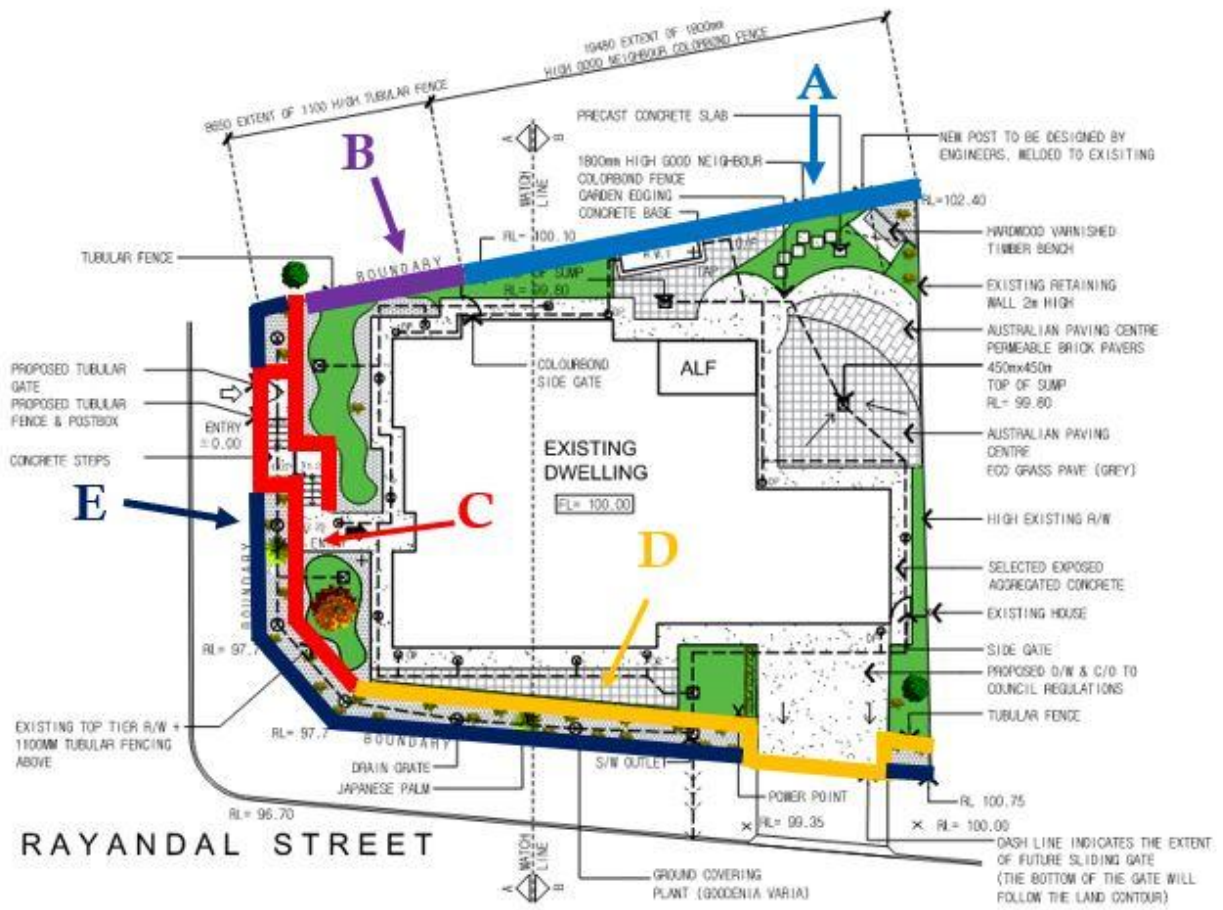 19480 EXTENT OF 1800mm
HIGH GOOD NEIGHBOUR COLORBOND FENCE
8650 EXTENT OF 1100 HIGH TUBULAR FENCE
A
B
PRECAST CONCRETE SLAB
NEW POST TO BE DESIGNED BY
ENGINEERS, WELDED TO EXISITING
1800mm HIGH GOOD NEIGHBOUR
COLORBOND FENCE
GARDEN EDGING
CONCRETE BASE
A
B
MATCH
LINE
RL=102.40
RL= 100.10
HARDWOOD VARNISHED
TIMBER BENCH
TUBULAR FENCE
BOUNDARY
OF SUMP
RL= 99.80
TAP
EXISTING RETAINING
WALL 2m HIGH
AUSTRALIAN PAVING CENTRE
PERMEABLE BRICK PAVERS
COLOURBOND
SIDE GATE
ALF
450mx450m
TOP OF SUMP
RL= 99.80
PROPOSED TUBULAR
GATE
PROPOSED TUBULAR
FENCE & POSTBOX
ENTRY
±0.00
CONCRETE STEPS
AUSTRALIAN PAVING
CENTRE
ECO GRASS PAVE (GREY)
EXISTING
DWELLING
FL= 100.00
E
C
D
HIGH EXISTING R/W
BOUNDARY
SELECTED EXPOSED
AGGREGATED CONCRETE
EXISTING HOUSE
RL= 97.7
SIDE GATE
PROPOSED D/W & C/O TO
COUNCIL REGULATIONS
TUBULAR FENCE
EXISTING TOP TIER R/W +
1100MM TUBULAR FENCING
ABOVE
RL= 97.7
BOUNDARY
DRAIN GRATE
JAPANESE PALM
S/W OUTLET
POWER POINT
RL= 99.35
RL 100.75
RL= 100.00
RL= 96.70
RAYANDAL STREET
MATCH
LINE
A
B
GROUND COVERING
PLANT (GOODENIA VARIA)
DASH LINE INDICATES THE EXTENT
OF FUTURE SLIDING GATE
(THE BOTTOM OF THE GATE WILL
FOLLOW THE LAND CONTOUR)